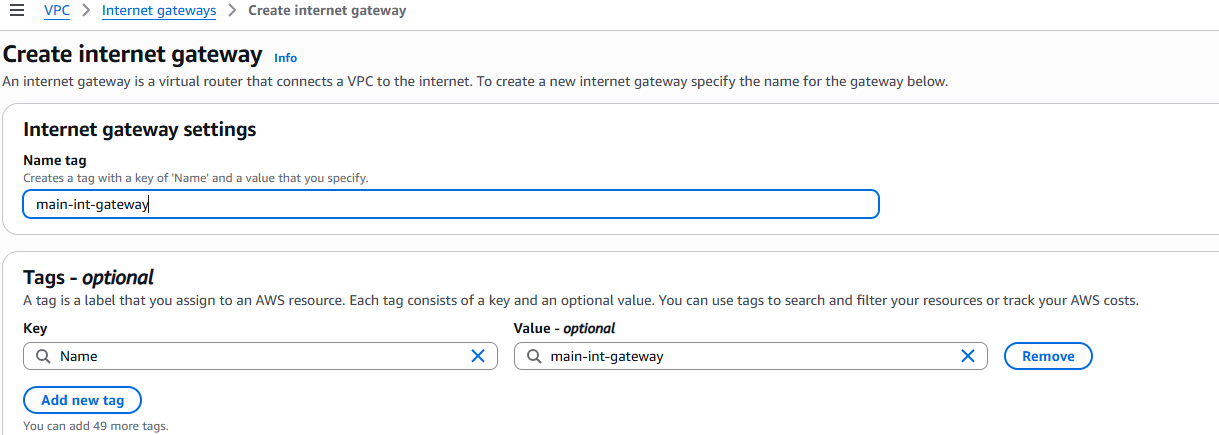 VPC > Internet gateways > Create internet gateway
Create internet gateway Info
An internet gateway is a virtual router that connects a VPC to the internet. To create a new internet gateway specify the name for the gateway below.
Internet gateway settings
Name tag
Creates a tag with a key of 'Name' and a value that you specify.
main-int-gateway
Tags - optional
A tag is a label that you assign to an AWS resource. Each tag consists of a key and an optional value. You can use tags to search and filter your resources or track your AWS costs.
Key Value - optional
Name main-int-gateway Remove
Add new tag
You can add 49 more tags.